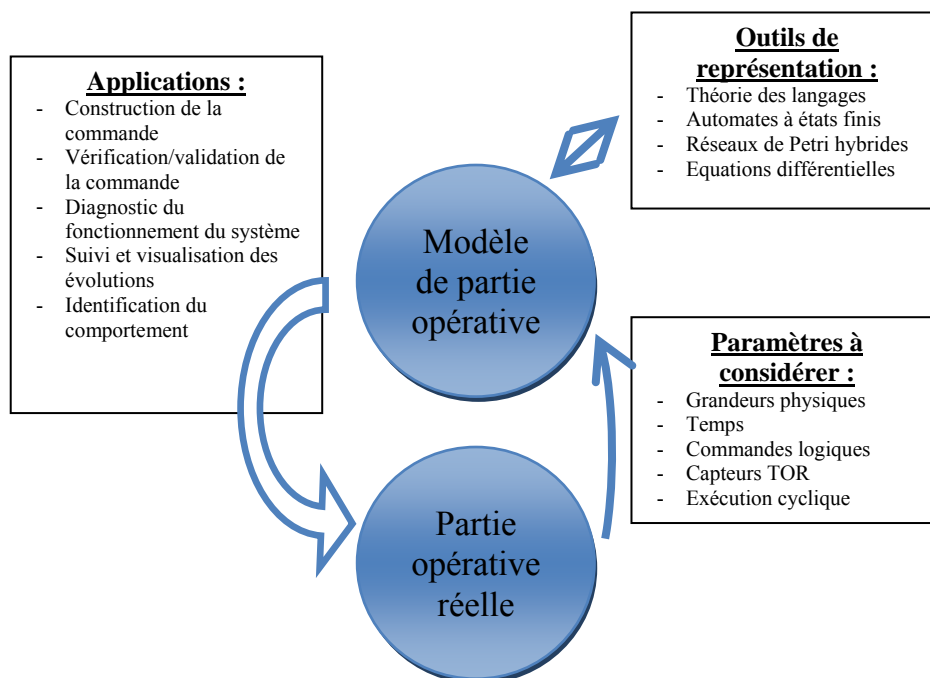 Applications :
- Construction de la
commande
- Vérification/validation de
la commande
- Diagnostic du
fonctionnement du système
- Suivi et visualisation des
évolutions
- Identification du
comportement
Outils de
représentation :
- Théorie des langages
- Automates à états finis
- Réseaux de Petri hybrides
- Equations différentielles
Modèle
de partie
opérative
Paramètres à
considérer :
- Grandeurs physiques
- Temps
- Commandes logiques
- Capteurs TOR
- Exécution cyclique
Partie
opérative
réelle